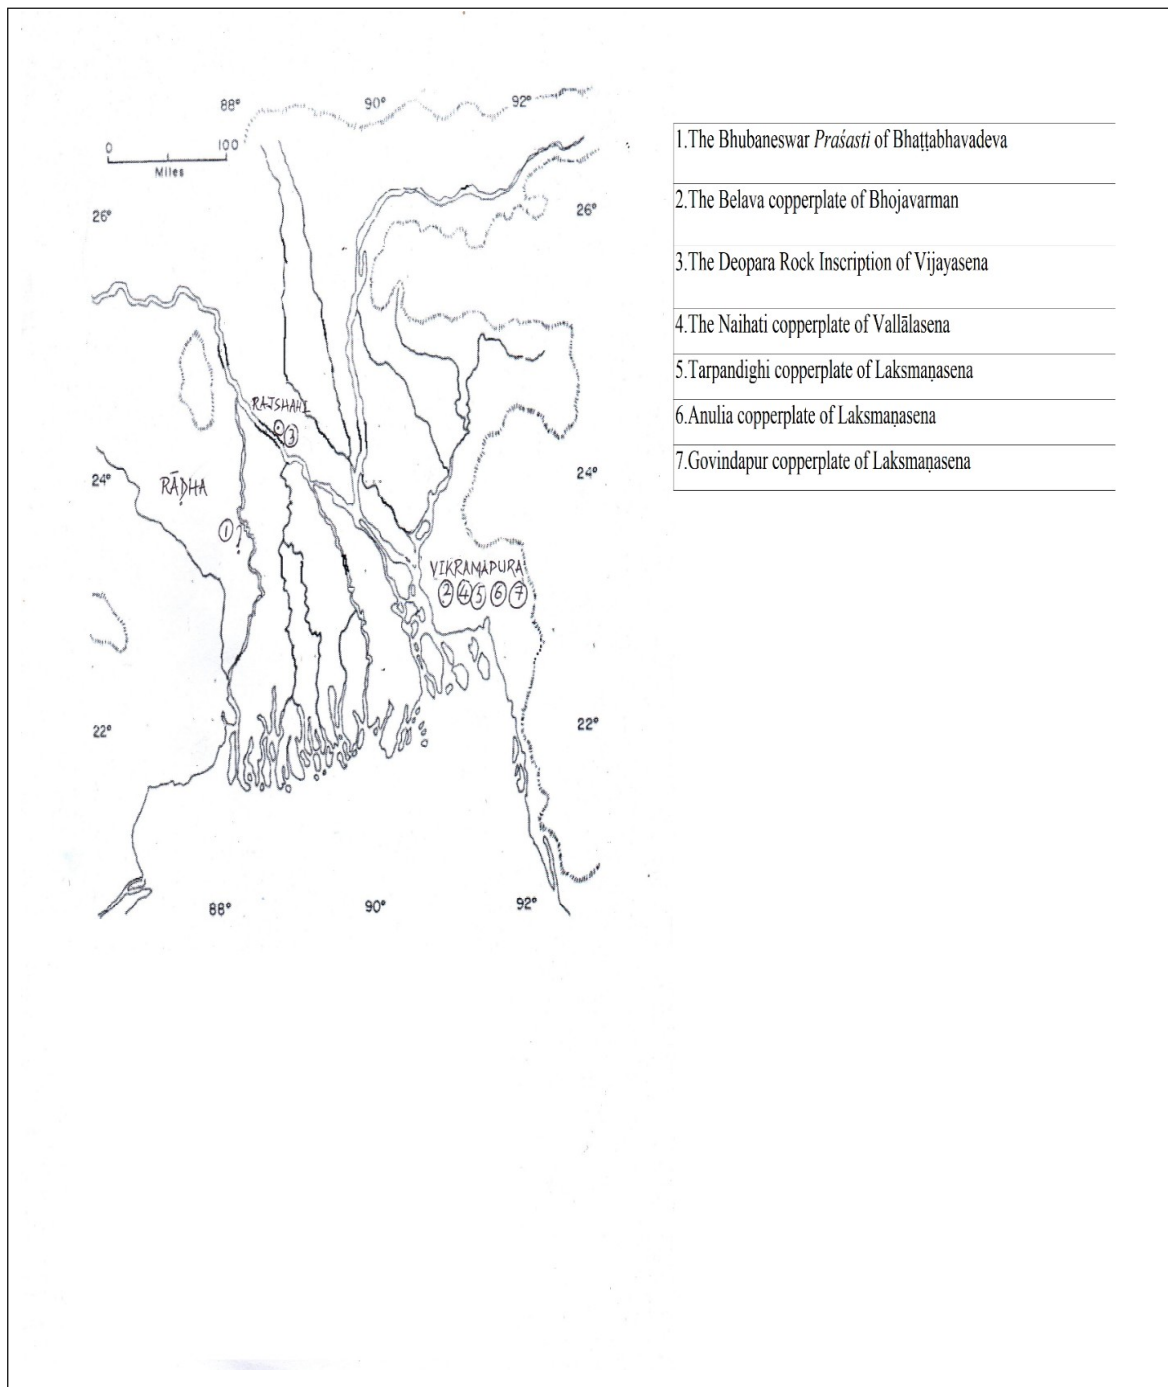 88°
90°
92°
0 100
Miles
26°
26°
RAJSHAHI
③
24°
24°
RĀḌHA
① ?
VIKRAMAPURA
② ④ ⑤ ⑥ ⑦
22°
22°
88°
90°
92°
1.The Bhubaneswar Praśasti of Bhaṭṭabhavadeva
2.The Belava copperplate of Bhojavarman
3.The Deopara Rock Inscription of Vijayasena
4.The Naihati copperplate of Vallālasena
5.Tarpandighi copperplate of Laksmaṇasena
6.Anulia copperplate of Laksmaṇasena
7.Govindapur copperplate of Laksmaṇasena